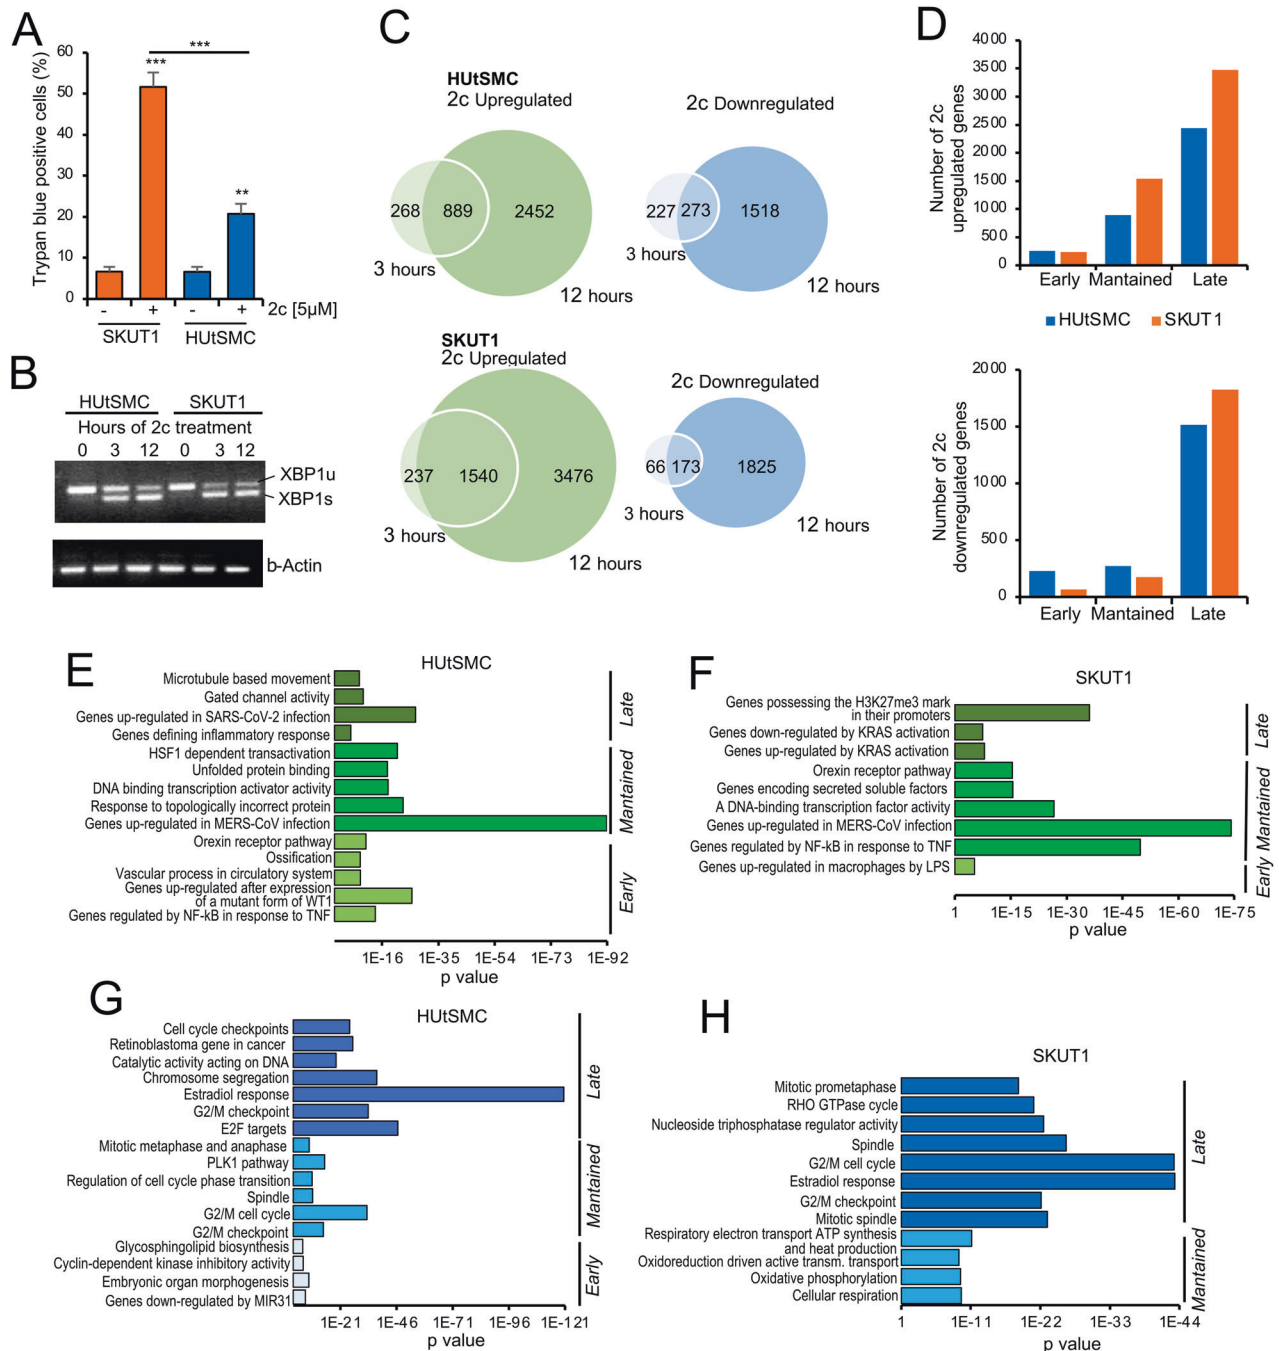 A
Trypan blue positive cells (%)
60
50
40
30
20
10
0
***
***
**
- + - + 2c [5µM]
SKUT1 HUtSMC
B
HUtSMC SKUT1
Hours of 2c treatment
0 3 12 0 3 12
XBP1u
XBP1s
b-Actin
C
HUtSMC
2c Upregulated
268 889 2452
3 hours
12 hours
2c Downregulated
227 273 1518
3 hours
12 hours
SKUT1
2c Upregulated
237 1540 3476
3 hours
12 hours
2c Downregulated
66 173 1825
3 hours
12 hours
D
Number of 2c
upregulated genes
4000
3500
3000
2500
2000
1500
1000
500
0
Early Mantained Late
HUtSMC SKUT1
Number of 2c
downregulated genes
2000
1500
1000
500
0
Early Mantained Late
E
HUtSMC
Microtubule based movement
Gated channel activity
Genes up-regulated in SARS-CoV-2 infection
Genes defining inflammatory response
HSF1 dependent transactivation
Unfolded protein binding
DNA binding transcription activator activity
Response to topologically incorrect protein
Genes up-regulated in MERS-CoV infection
Orexin receptor pathway
Ossification
Vascular process in circulatory system
Genes up-regulated after expression
of a mutant form of WT1
Genes regulated by NF-kB in response to TNF
Late
Mantained
Early
1E-16 1E-35 1E-54 1E-73 1E-92
p value
F
SKUT1
Genes possessing the H3K27me3 mark
in their promoters
Genes down-regulated by KRAS activation
Genes up-regulated by KRAS activation
Orexin receptor pathway
Genes encoding secreted soluble factors
A DNA-binding transcription factor activity
Genes up-regulated in MERS-CoV infection
Genes regulated by NF-kB in response to TNF
Genes up-regulated in macrophages by LPS
Late
Mantained
Early
1 1E-15 1E-30 1E-45 1E-60 1E-75
p value
G
HUtSMC
Cell cycle checkpoints
Retinoblastoma gene in cancer
Catalytic activity acting on DNA
Chromosome segregation
Estradiol response
G2/M checkpoint
E2F targets
Mitotic metaphase and anaphase
PLK1 pathway
Regulation of cell cycle phase transition
Spindle
G2/M cell cycle
G2/M checkpoint
Glycosphingolipid biosynthesis
Cyclin-dependent kinase inhibitory activity
Embryonic organ morphogenesis
Genes down-regulated by MIR31
Late
Mantained
Early
1E-21 1E-46 1E-71 1E-96 1E-121
p value
H
SKUT1
Mitotic prometaphase
RHO GTPase cycle
Nucleoside triphosphatase regulator activity
Spindle
G2/M cell cycle
Estradiol response
G2/M checkpoint
Mitotic spindle
Respiratory electron transport ATP synthesis
and heat production
Oxidoreduction driven active transm. transport
Oxidative phosphorylation
Cellular respiration
Late
Mantained
1 1E-11 1E-22 1E-33 1E-44
p value